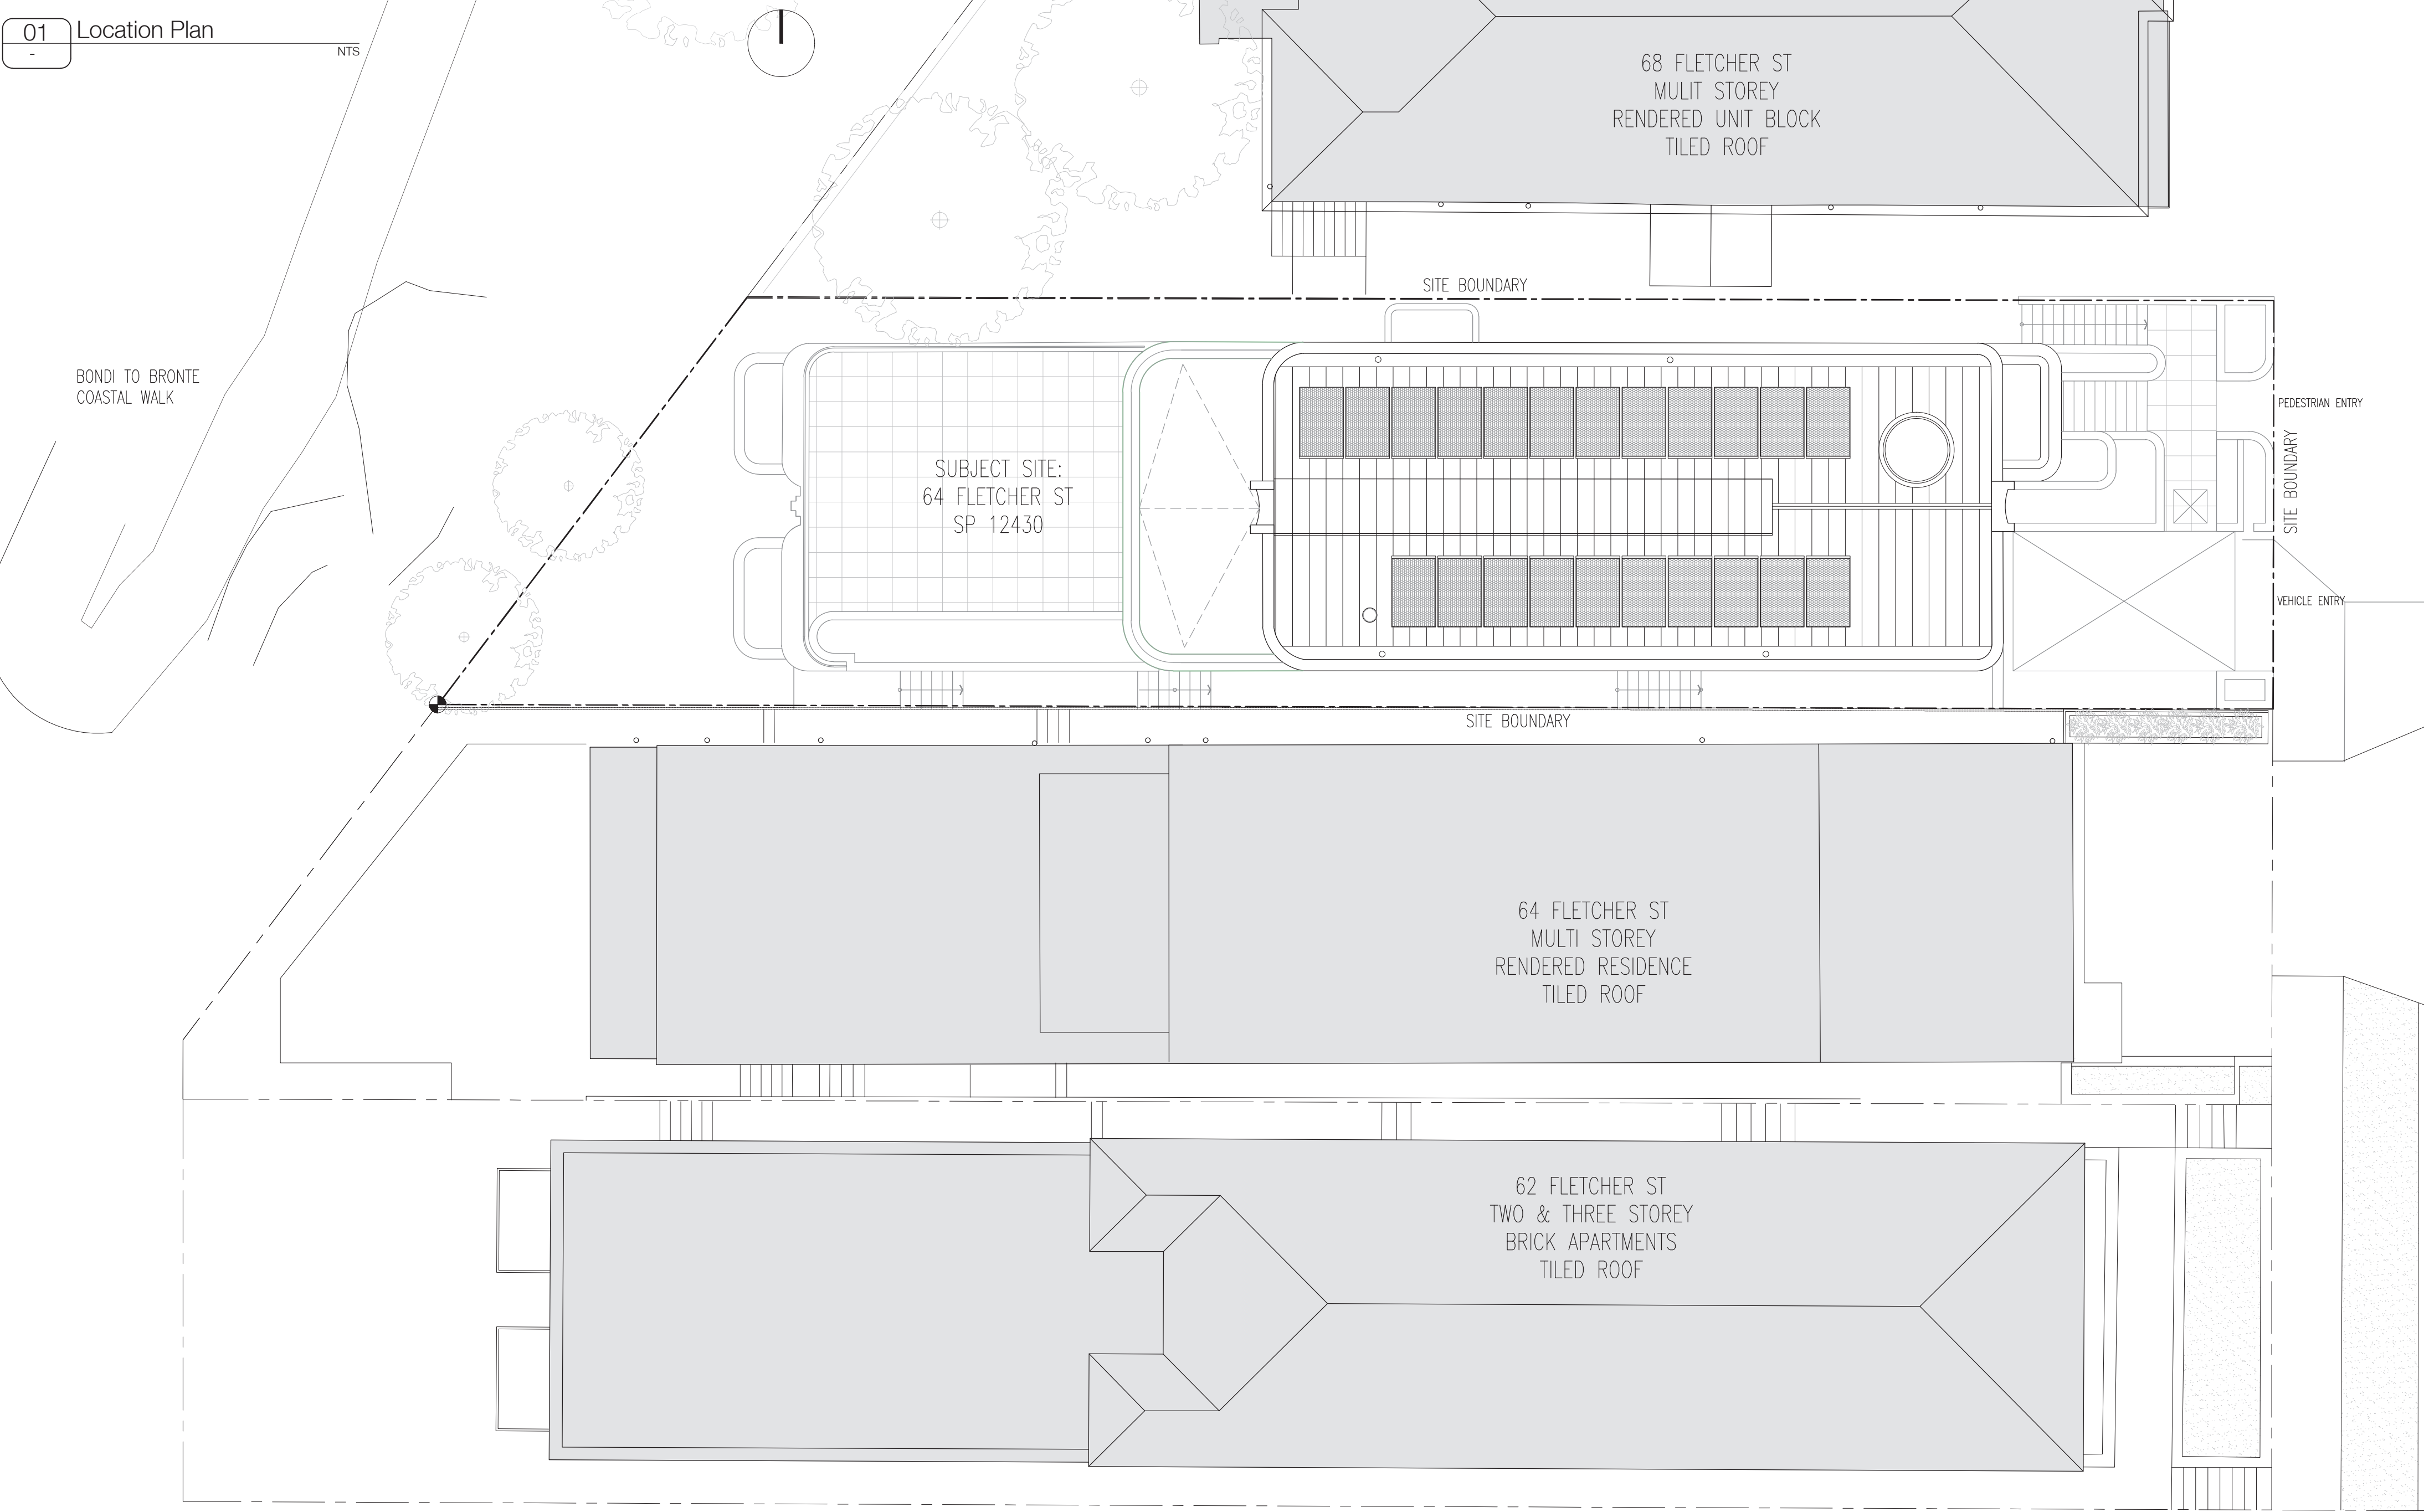 01
-
Location Plan
NTS
68 FLETCHER ST
MULIT STOREY
RENDERED UNIT BLOCK
TILED ROOF
SITE BOUNDARY
BONDI TO BRONTE
COASTAL WALK
PEDESTRIAN ENTRY
SITE BOUNDARY
SUBJECT SITE:
64 FLETCHER ST
SP 12430
VEHICLE ENTRY
SITE BOUNDARY
64 FLETCHER ST
MULTI STOREY
RENDERED RESIDENCE
TILED ROOF
62 FLETCHER ST
TWO & THREE STOREY
BRICK APARTMENTS
TILED ROOF